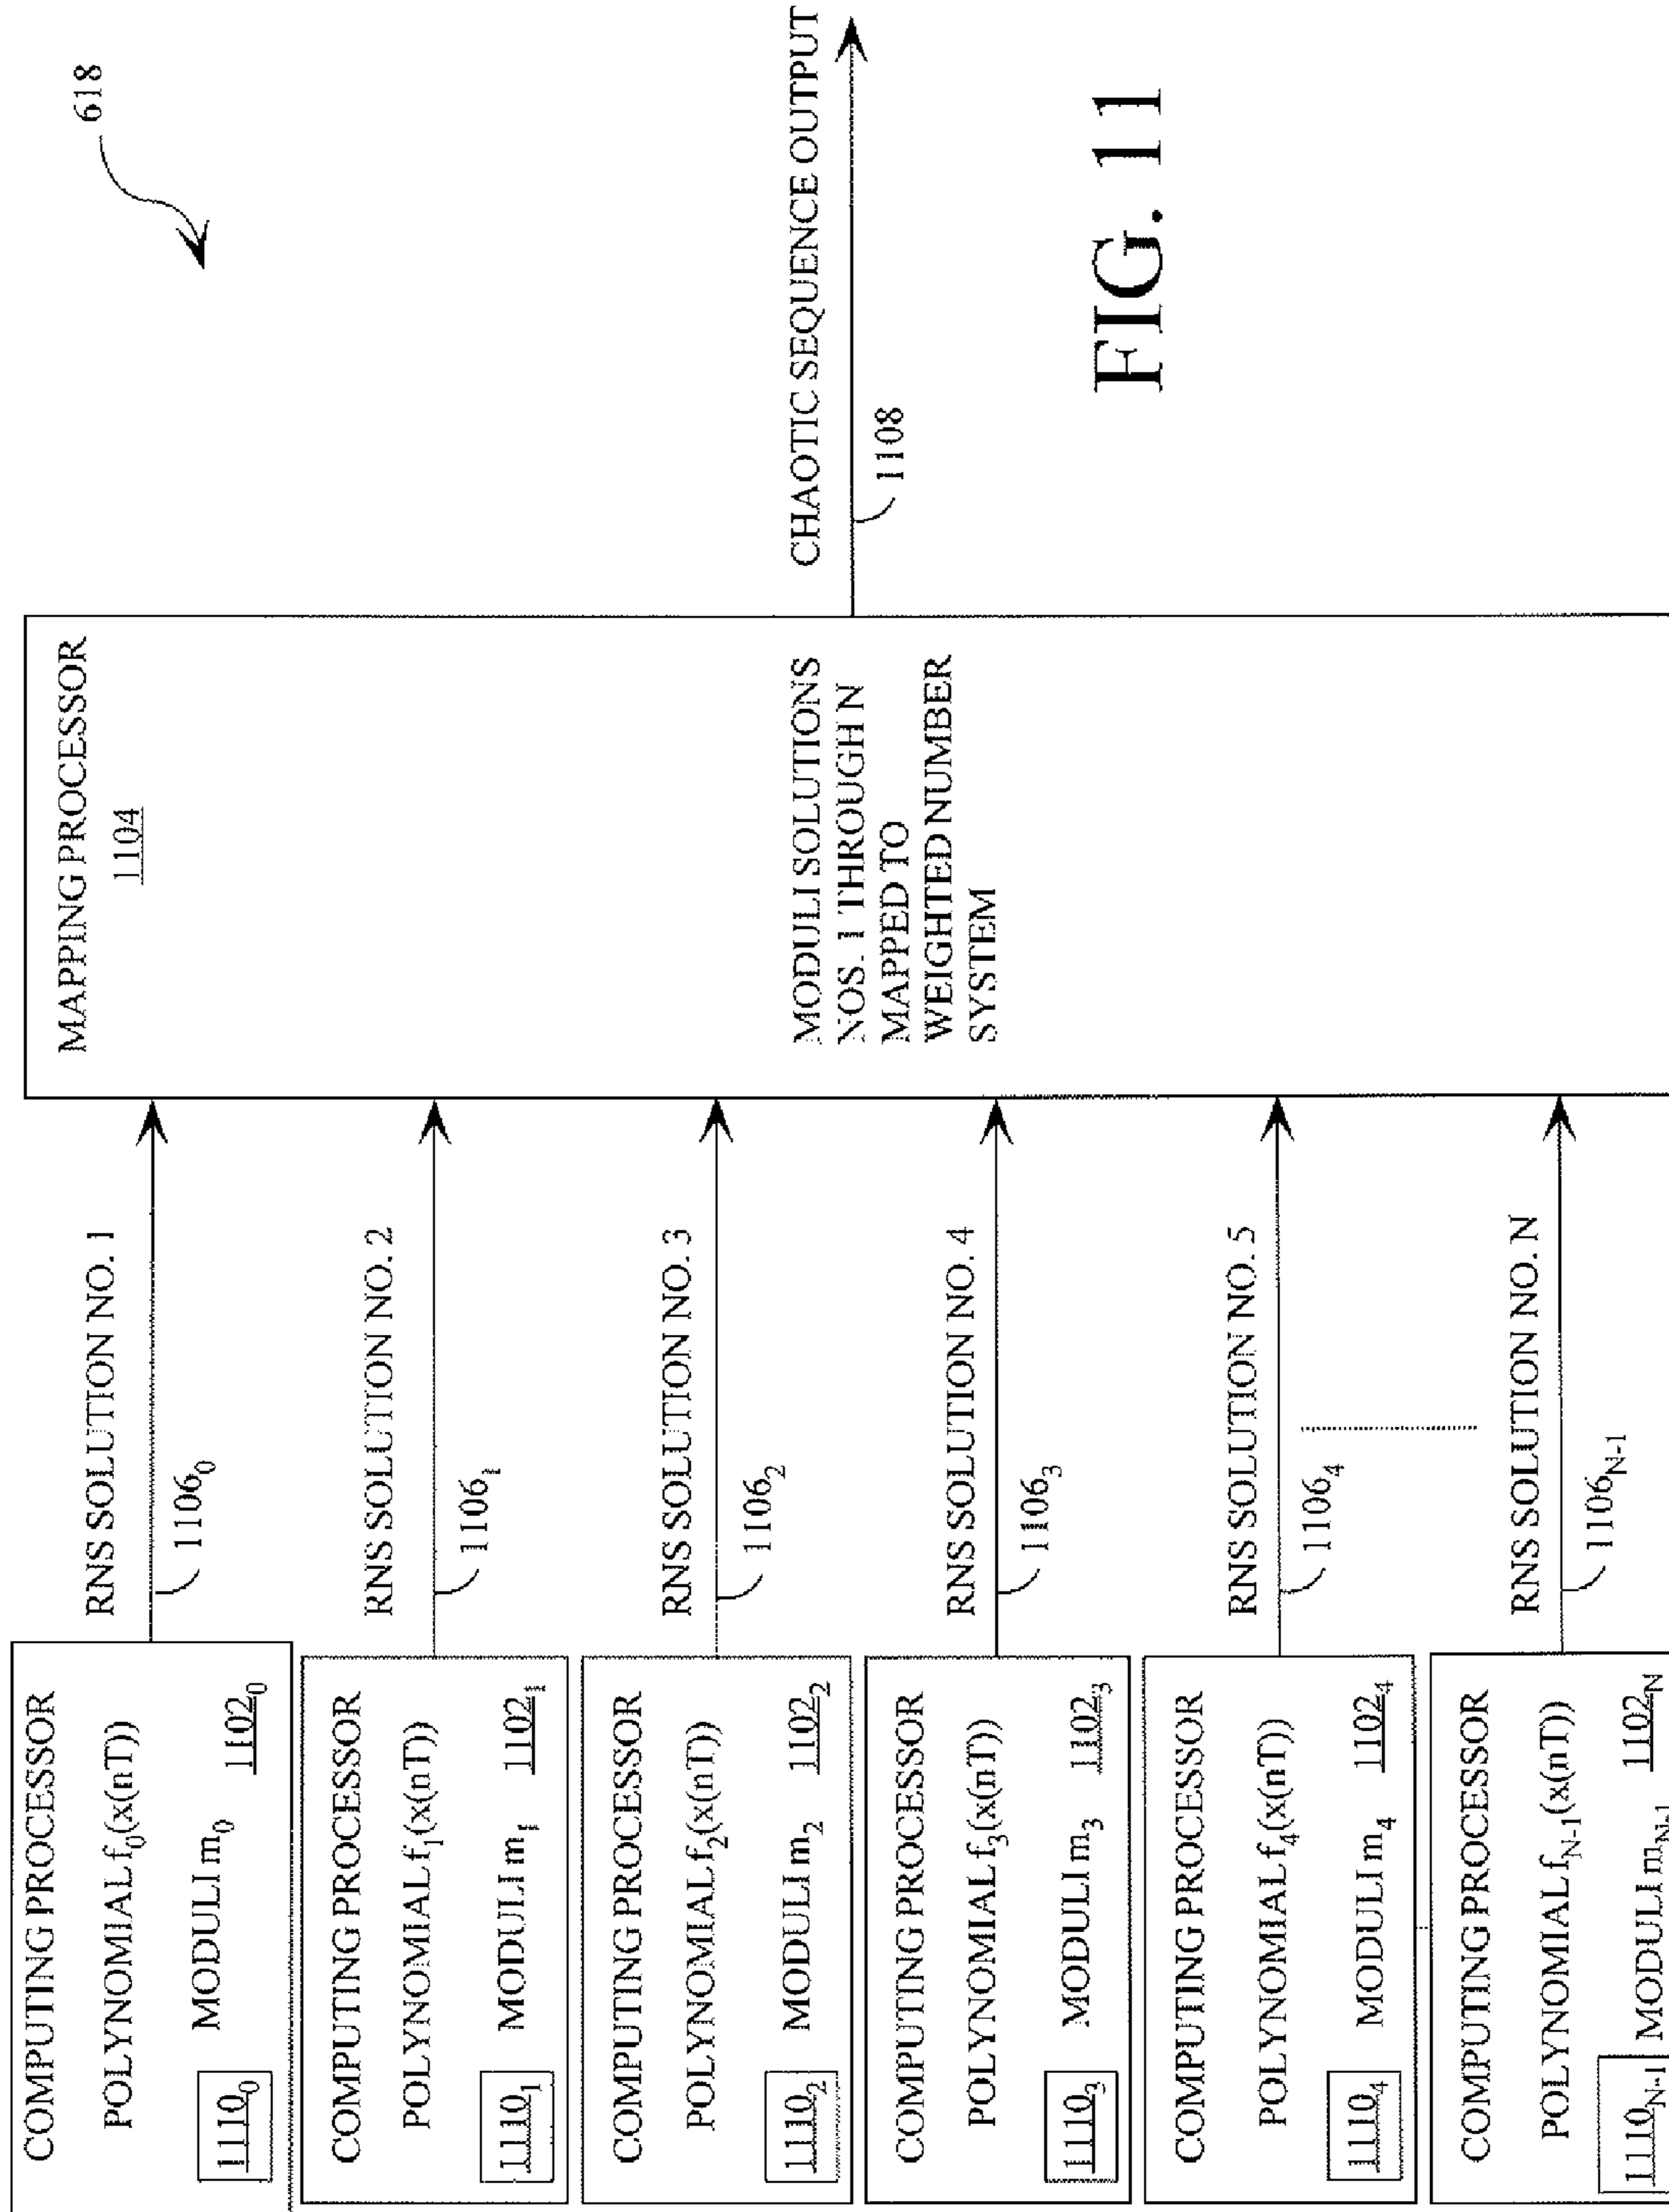 618
COMPUTING PROCESSOR
POLYNOMIAL f₀(x(nT))
MODULI m₀
1110₀
1102₀
RNS SOLUTION NO. 1
1106₀
COMPUTING PROCESSOR
POLYNOMIAL f₁(x(nT))
MODULI m₁
1110₁
1102₁
RNS SOLUTION NO. 2
1106₁
COMPUTING PROCESSOR
POLYNOMIAL f₂(x(nT))
MODULI m₂
1110₂
1102₂
RNS SOLUTION NO. 3
1106₂
COMPUTING PROCESSOR
POLYNOMIAL f₃(x(nT))
MODULI m₃
1110₃
1102₃
RNS SOLUTION NO. 4
1106₃
COMPUTING PROCESSOR
POLYNOMIAL f₄(x(nT))
MODULI m₄
1110₄
1102₄
RNS SOLUTION NO. 5
1106₄
COMPUTING PROCESSOR
POLYNOMIAL f_N-1(x(nT))
1110_N-1 MODULI m_N-1 1102_N
RNS SOLUTION NO. N
1106_N-1
MAPPING PROCESSOR
1104
MODULI SOLUTIONS
NOS. 1 THROUGH N
MAPPED TO
WEIGHTED NUMBER
SYSTEM
CHAOTIC SEQUENCE OUTPUT
1108
FIG. 11